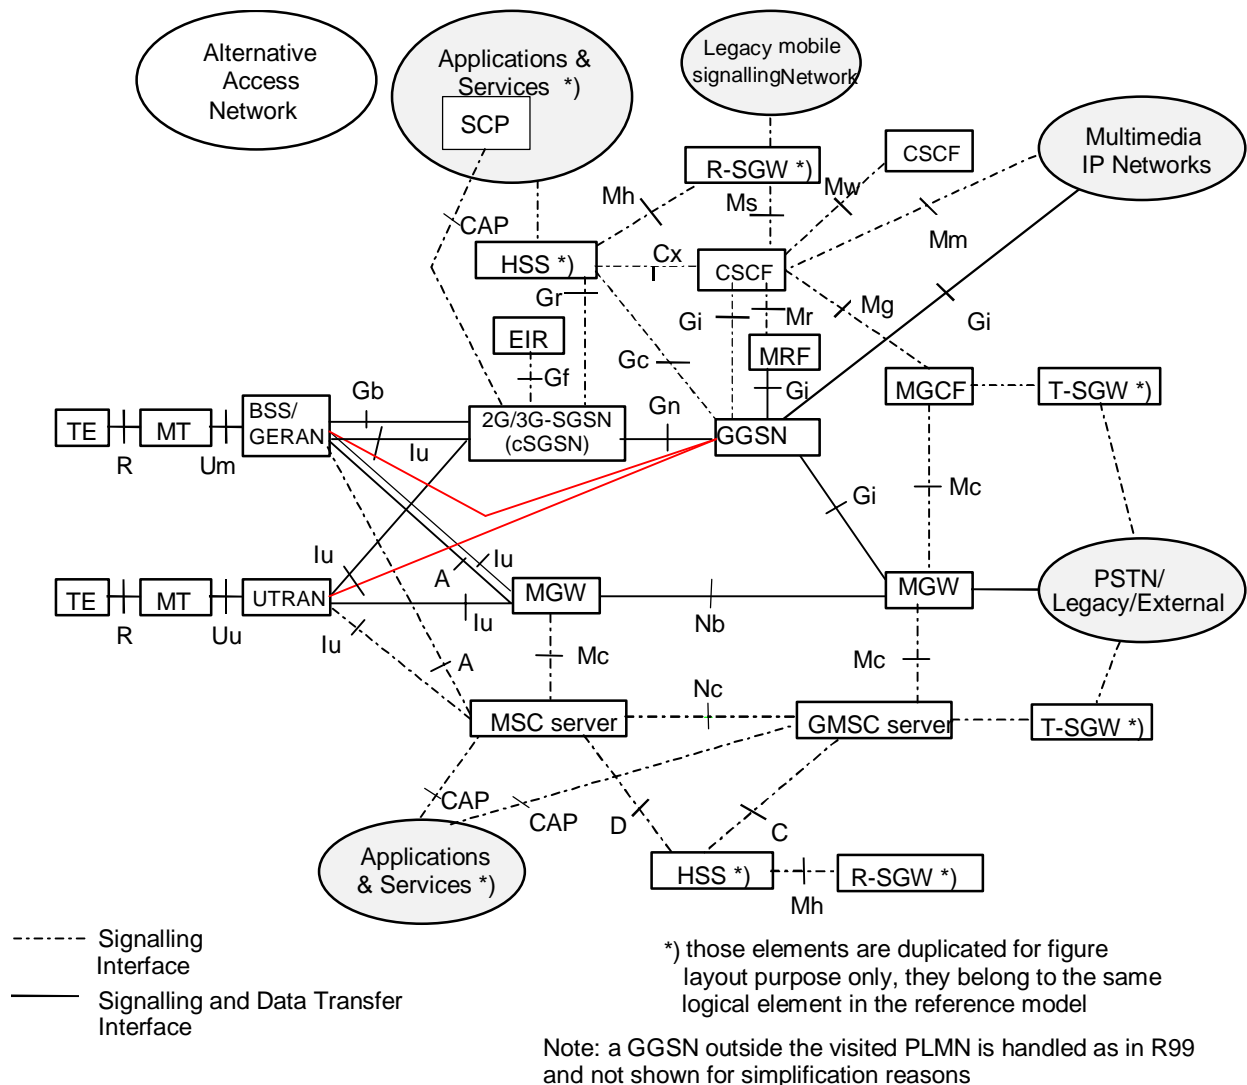 Alternative
Access
Network
Applications &
Services *)
SCP
Legacy mobile
signallingNetwork
Multimedia
IP Networks
CSCF
R-SGW *)
Mh
Ms
Mw
Mm
CAP
HSS *)
Cx
CSCF
Gr
Gi
Mr
Mg
Gi
EIR
Gf
Gc
MRF
Gi
MGCF
T-SGW *)
Gb
BSS/
GERAN
TE
MT
R
Um
Iu
2G/3G-SGSN
(cSGSN)
Gn
GGSN
Gi
Mc
Iu
A
Iu
TE
MT
UTRAN
R
Uu
Iu
Iu
MGW
Nb
MGW
PSTN/
Legacy/External
A
Mc
Mc
Nc
MSC server
GMSC server
T-SGW *)
CAP
CAP
D
C
Applications
& Services *)
HSS *)
R-SGW *)
Mh
Signalling
Interface
Signalling and Data Transfer
Interface
*) those elements are duplicated for figure
layout purpose only, they belong to the same
logical element in the reference model
Note: a GGSN outside the visited PLMN is handled as in R99
and not shown for simplification reasons